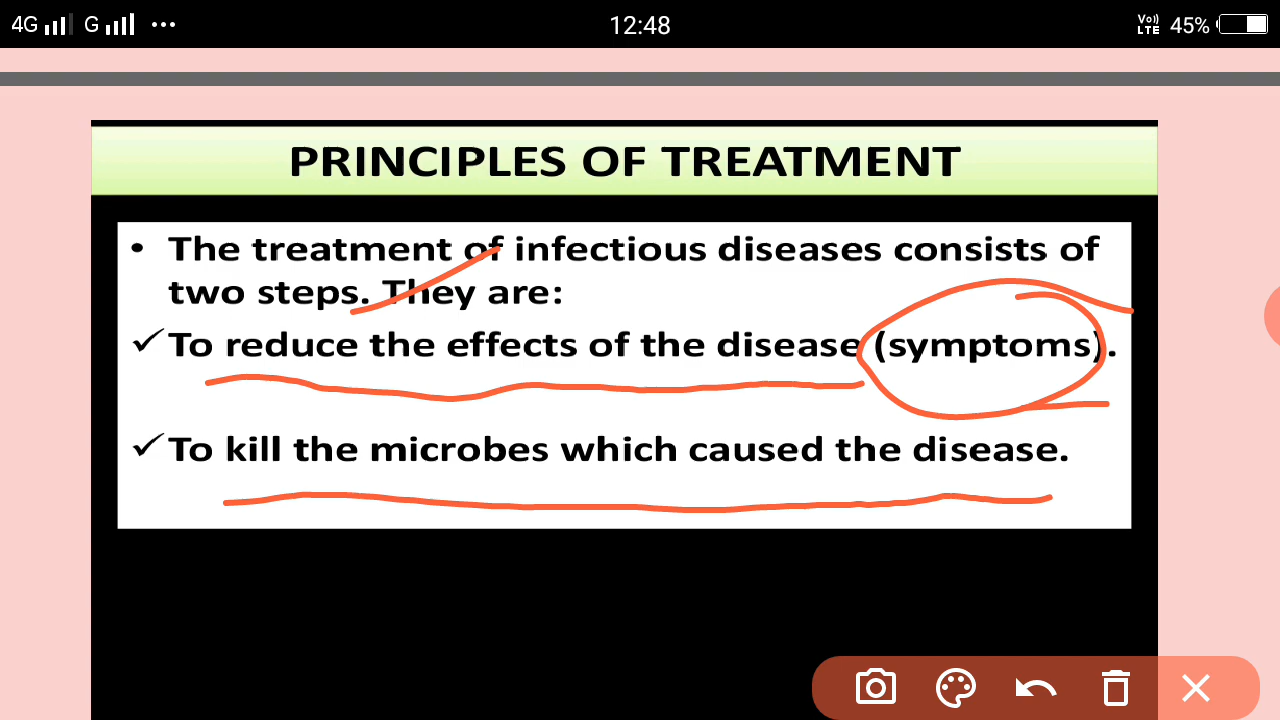 4G G ••• 12:48 Vo)) LTE 45%
PRINCIPLES OF TREATMENT
• The treatment of infectious diseases consists of
two steps. They are:
✓ To reduce the effects of the disease (symptoms).
✓ To kill the microbes which caused the disease.